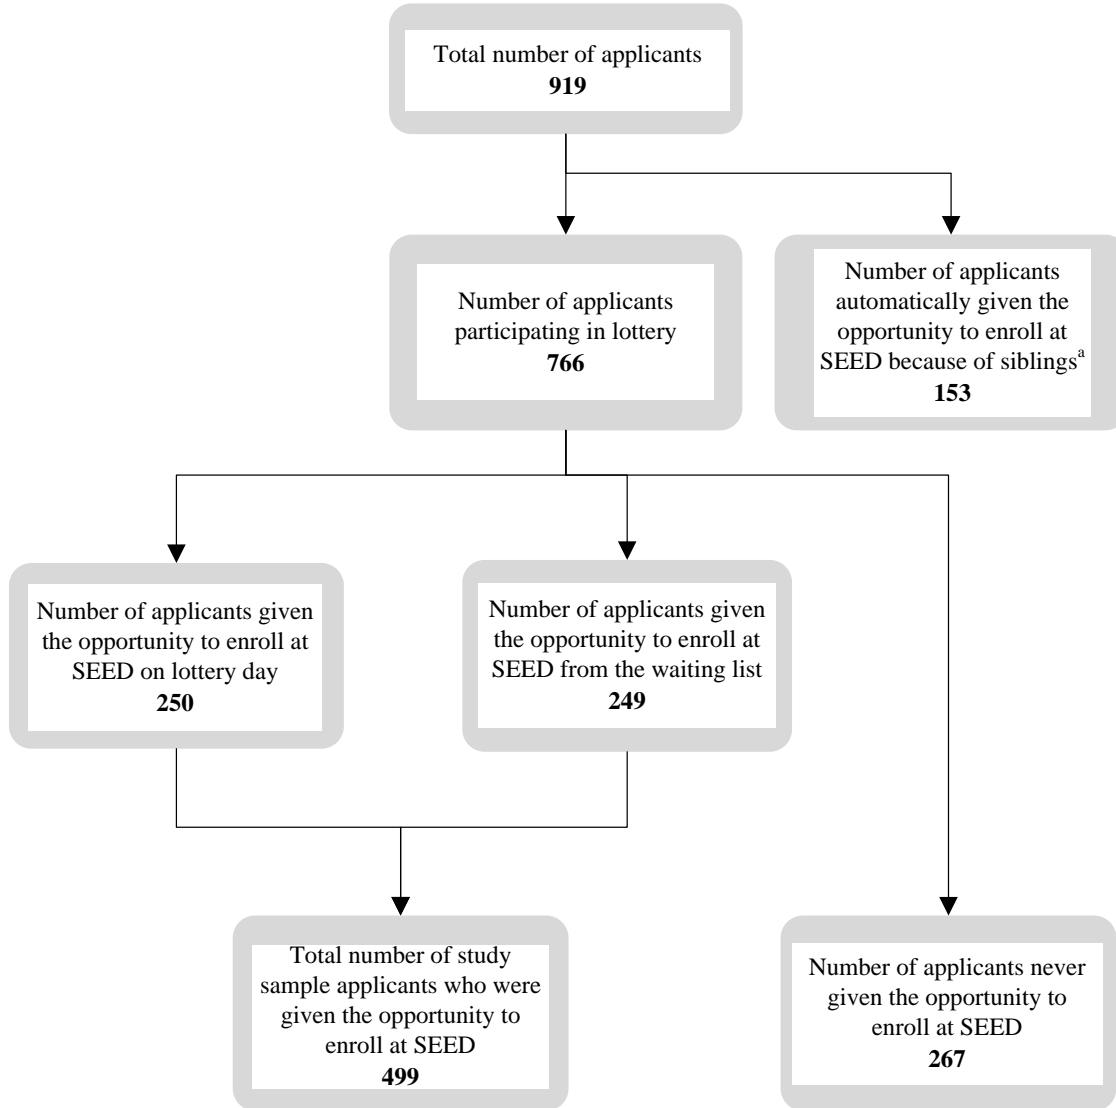 Total number of applicants
919
Number of applicants
participating in lottery
766
Number of applicants
automatically given the
opportunity to enroll at
SEED because of siblingsᵃ
153
Number of applicants given
the opportunity to enroll at
SEED on lottery day
250
Number of applicants given
the opportunity to enroll at
SEED from the waiting list
249
Total number of study
sample applicants who were
given the opportunity to
enroll at SEED
499
Number of applicants never
given the opportunity to
enroll at SEED
267